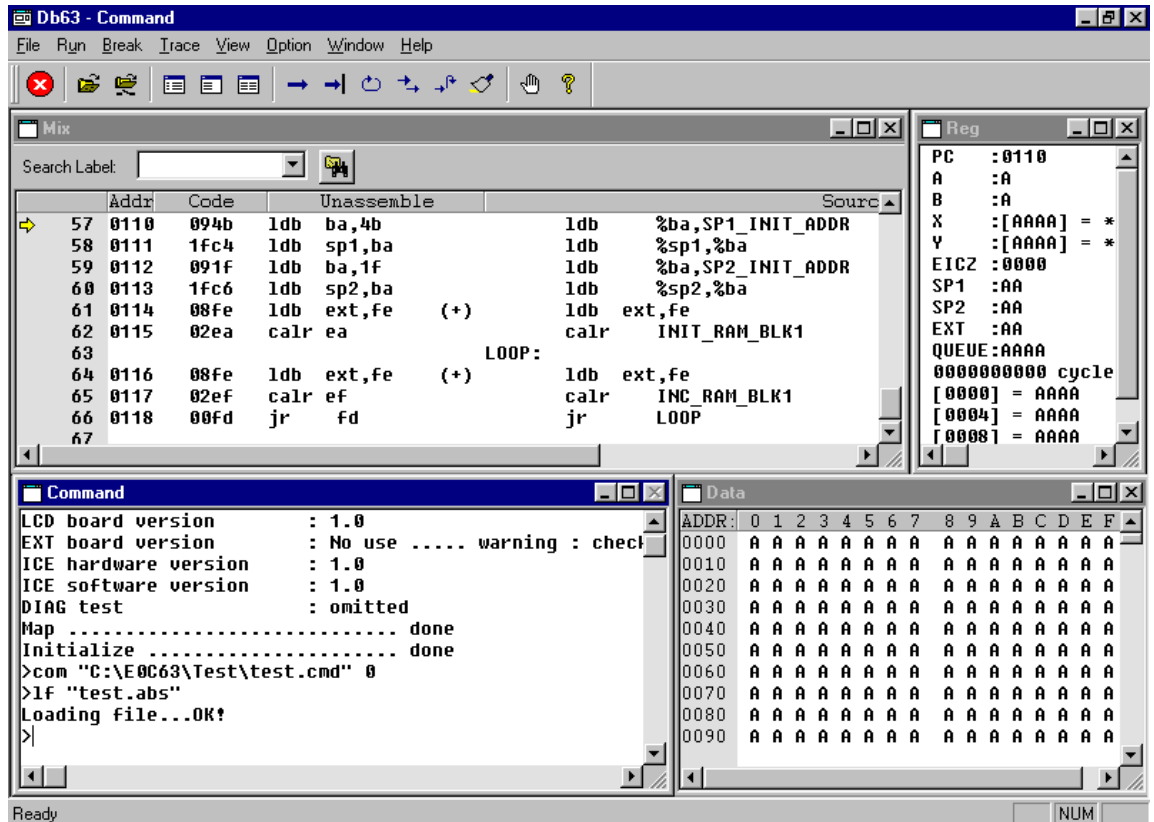 Db63 - Command
File Run Break Trace View Option Window Help
Mix
Search Label:
Addr Code Unassemble Sourc
57 0110 094b ldb ba,4b ldb %ba,SP1_INIT_ADDR
58 0111 1fc4 ldb sp1,ba ldb %sp1,%ba
59 0112 091f ldb ba,1f ldb %ba,SP2_INIT_ADDR
60 0113 1fc6 ldb sp2,ba ldb %sp2,%ba
61 0114 08fe ldb ext,fe (+) ldb ext,fe
62 0115 02ea calr ea calr INIT_RAM_BLK1
63 LOOP:
64 0116 08fe ldb ext,fe (+) ldb ext,fe
65 0117 02ef calr ef calr INC_RAM_BLK1
66 0118 00fd jr fd jr LOOP
67
Reg
PC :0110
A :A
B :A
X :[AAAA] = *
Y :[AAAA] = *
EICZ :0000
SP1 :AA
SP2 :AA
EXT :AA
QUEUE:AAAA
0000000000 cycle
[0000] = AAAA
[0004] = AAAA
[0008] = AAAA
Command
LCD board version : 1.0
EXT board version : No use ..... warning : check
ICE hardware version : 1.0
ICE software version : 1.0
DIAG test : omitted
Map ............................. done
Initialize ...................... done
>com "C:\E0C63\Test\test.cmd" 0
>lf "test.abs"
Loading file...OK!
>
Data
ADDR: 0 1 2 3 4 5 6 7 8 9 A B C D E F
0000 A A A A A A A A A A A A A A A A
0010 A A A A A A A A A A A A A A A A
0020 A A A A A A A A A A A A A A A A
0030 A A A A A A A A A A A A A A A A
0040 A A A A A A A A A A A A A A A A
0050 A A A A A A A A A A A A A A A A
0060 A A A A A A A A A A A A A A A A
0070 A A A A A A A A A A A A A A A A
0080 A A A A A A A A A A A A A A A A
0090 A A A A A A A A A A A A A A A A
Ready NUM